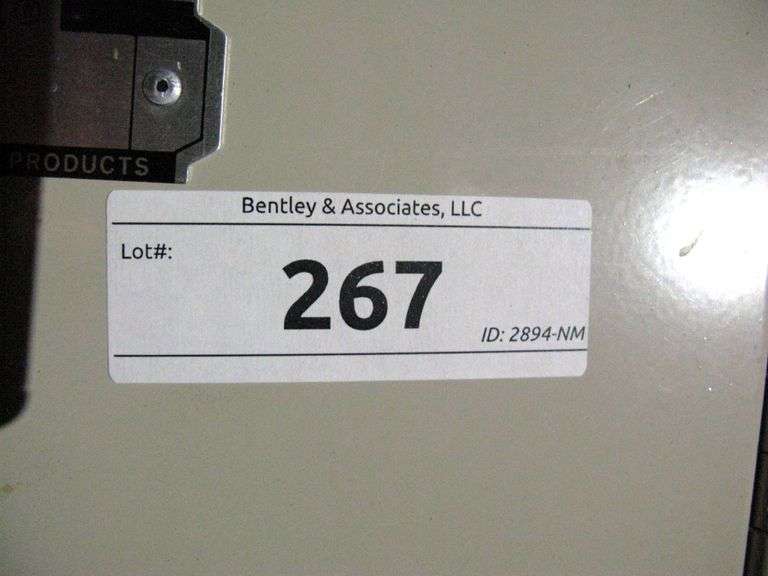 PRODUCTS
Bentley & Associates, LLC
Lot#:
267
ID: 2894-NM